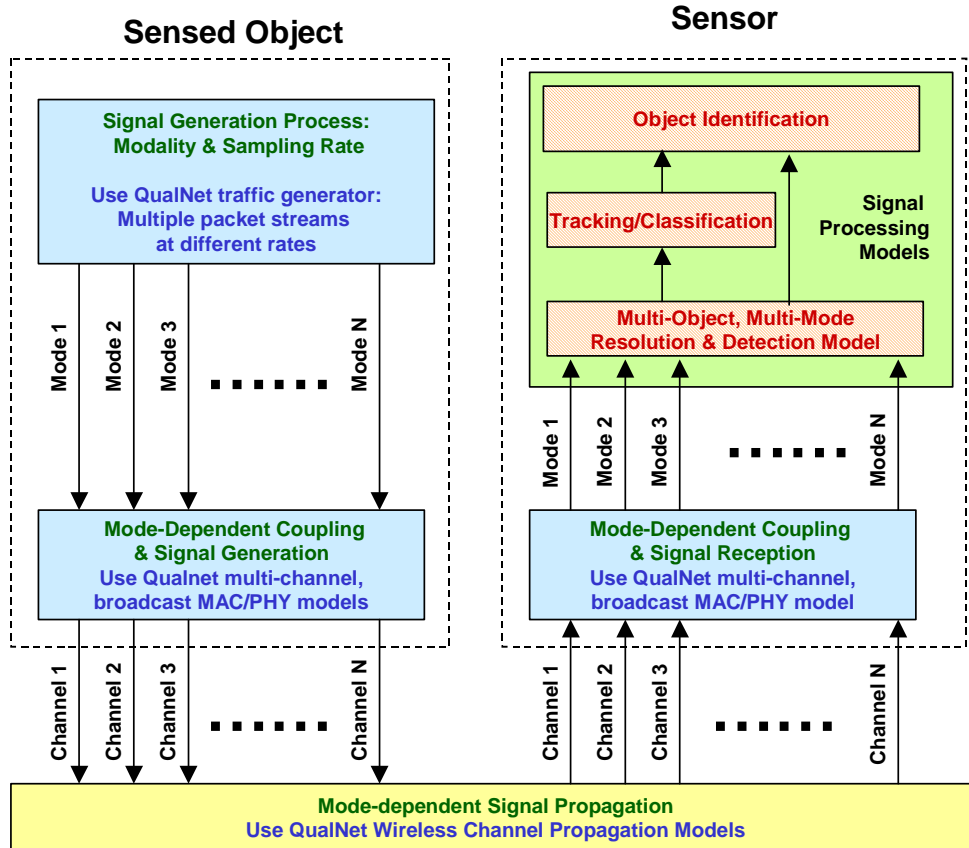 Sensed Object
Signal Generation Process:
Modality & Sampling Rate
Use QualNet traffic generator:
Multiple packet streams
at different rates
Mode 1
Mode 2
Mode 3
Mode N
Mode-Dependent Coupling
& Signal Generation
Use Qualnet multi-channel,
broadcast MAC/PHY models
Channel 1
Channel 2
Channel 3
Channel N
Sensor
Object Identification
Tracking/Classification
Signal
Processing
Models
Multi-Object, Multi-Mode
Resolution & Detection Model
Mode 1
Mode 2
Mode 3
Mode N
Mode-Dependent Coupling
& Signal Reception
Use QualNet multi-channel,
broadcast MAC/PHY model
Channel 1
Channel 2
Channel 3
Channel N
Mode-dependent Signal Propagation
Use QualNet Wireless Channel Propagation Models